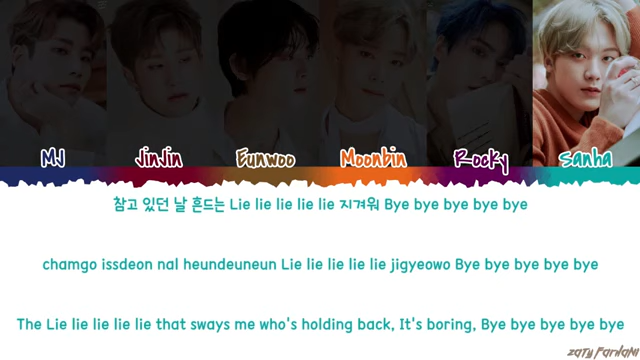 MJ JinJin Eunwoo Moonbin Rocky Sanha
참고 있던 날 흔드는 Lie lie lie lie lie 지겨워 Bye bye bye bye bye
chamgo issdeon nal heundeuneun Lie lie lie lie lie jigyeowo Bye bye bye bye bye
The Lie lie lie lie lie that sways me who's holding back, It's boring, Bye bye bye bye bye
ZaTy FaRhaNi